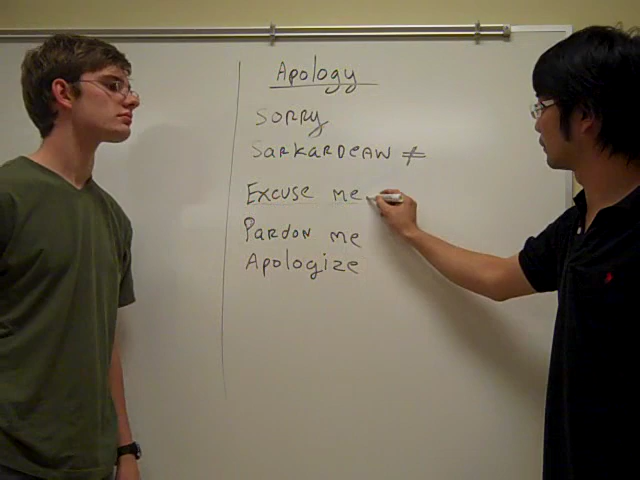 Apology
Sorry
SarkarDeaw ≠
Excuse me
Pardon me
Apologize